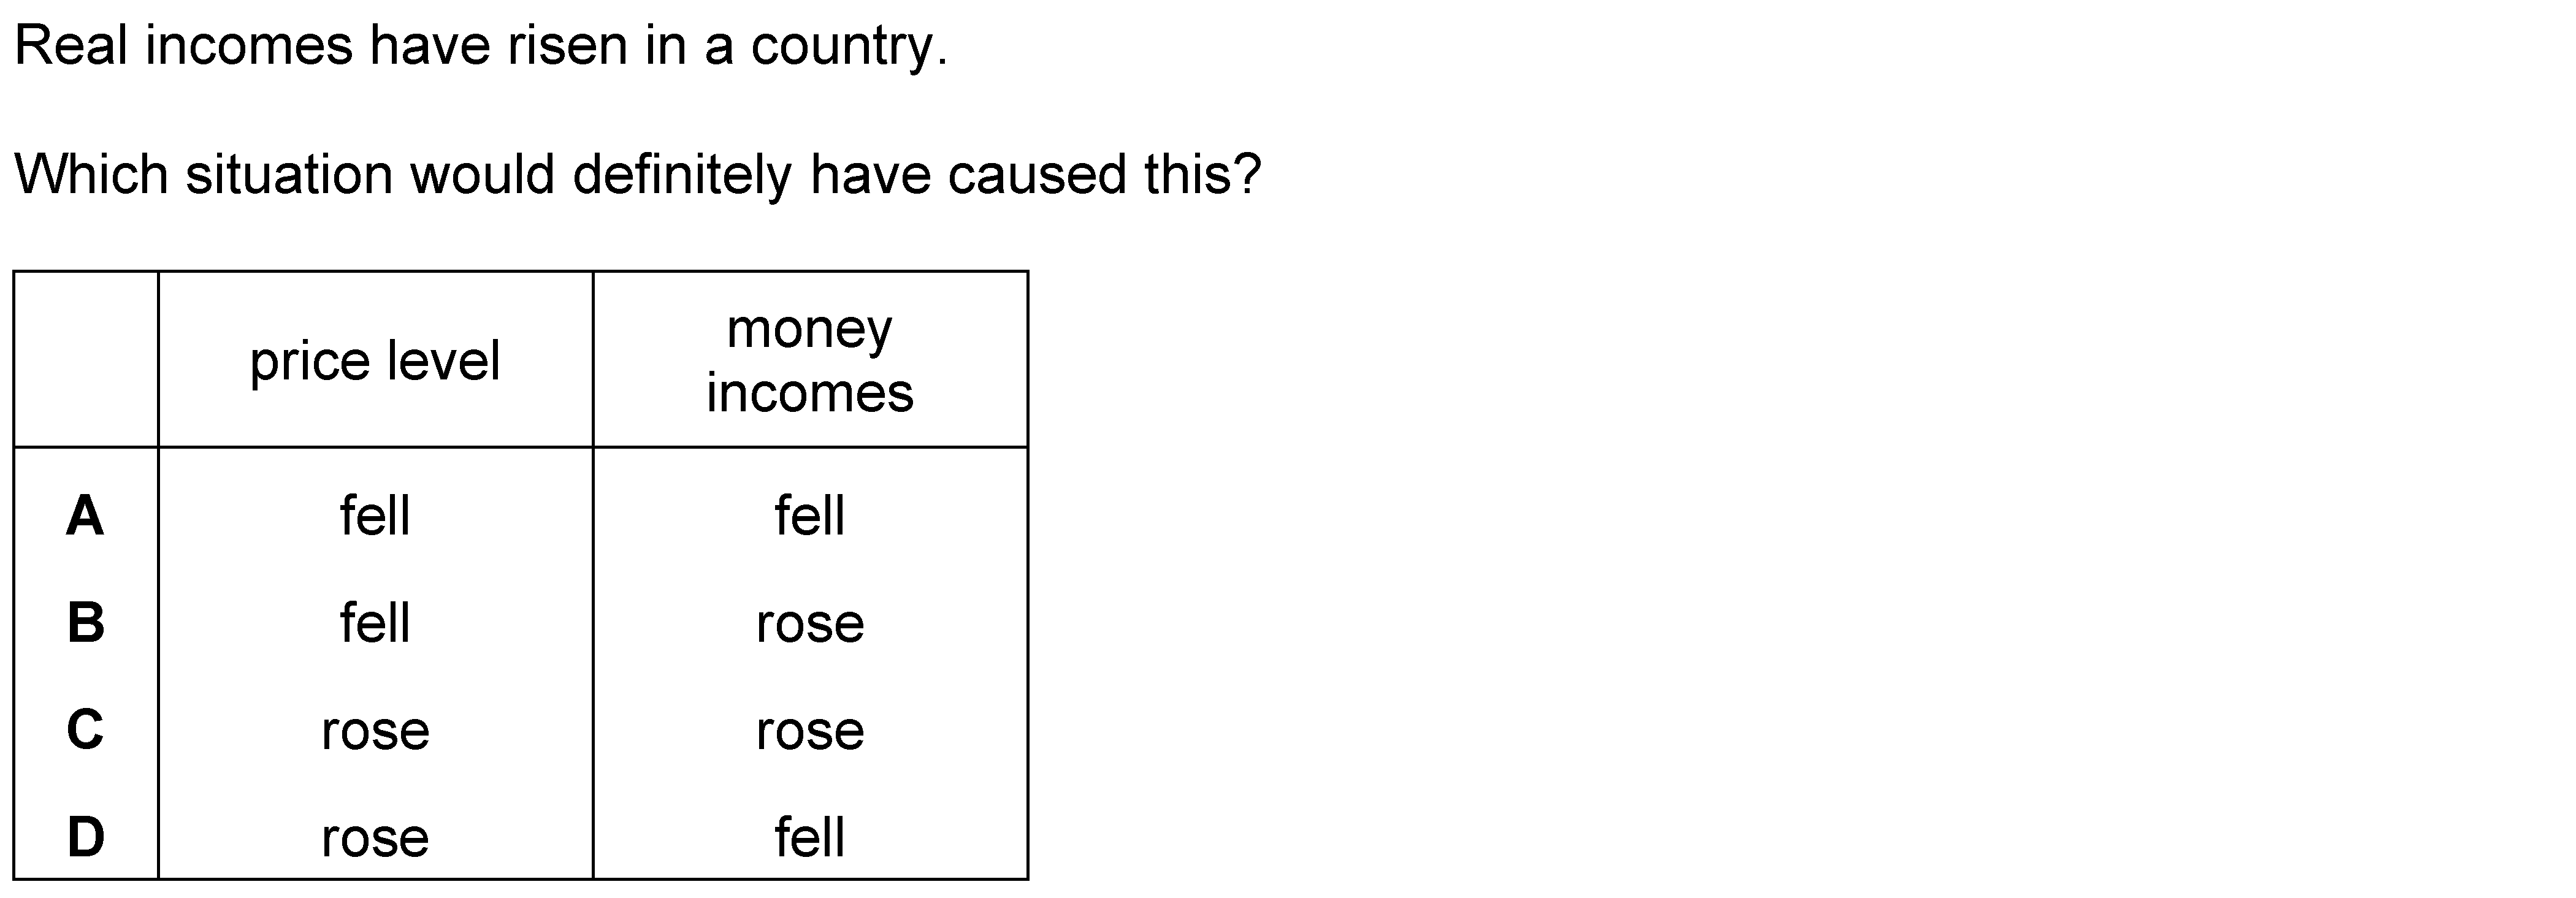 Real incomes have risen in a country.
Which situation would definitely have caused this?
price level money incomes
A fell fell
B fell rose
C rose rose
D rose fell